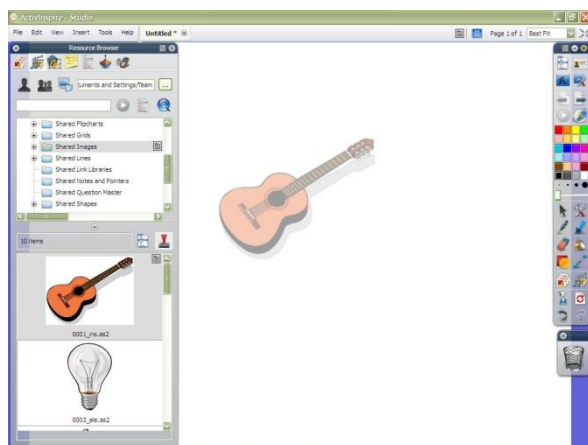 ActivInspire - Studio
File Edit View Insert Tools Help Untitled * Page 1 of 1 Best Fit
Resource Browser
uments and Settings/Team ...
Shared Flipcharts
Shared Grids
Shared Images
Shared Lines
Shared Link Libraries
Shared Notes and Pointers
Shared Question Master
Shared Shapes
10 items
0001_ins.as2
0003_ele.as2